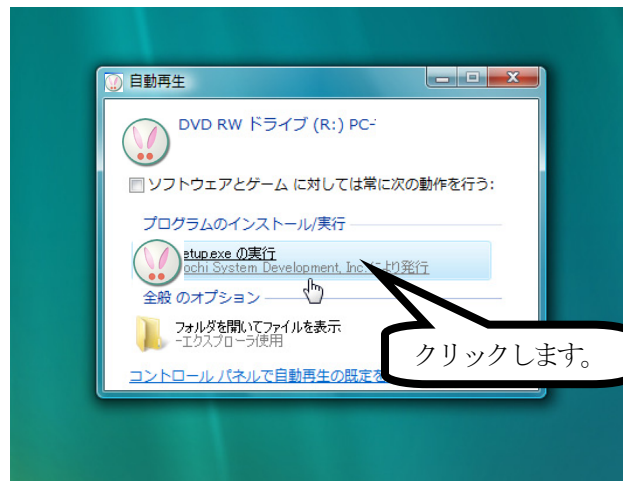 自動再生
DVD RW ドライブ (R:) PC-
ソフトウェアとゲーム に対しては常に次の動作を行う:
プログラムのインストール/実行
etup.exe の実行
ochi System Development, Inc. により発行
全般 のオプション
フォルダを開いてファイルを表示
-エクスプローラ使用
コントロール パネルで自動再生の既定を
クリックします。